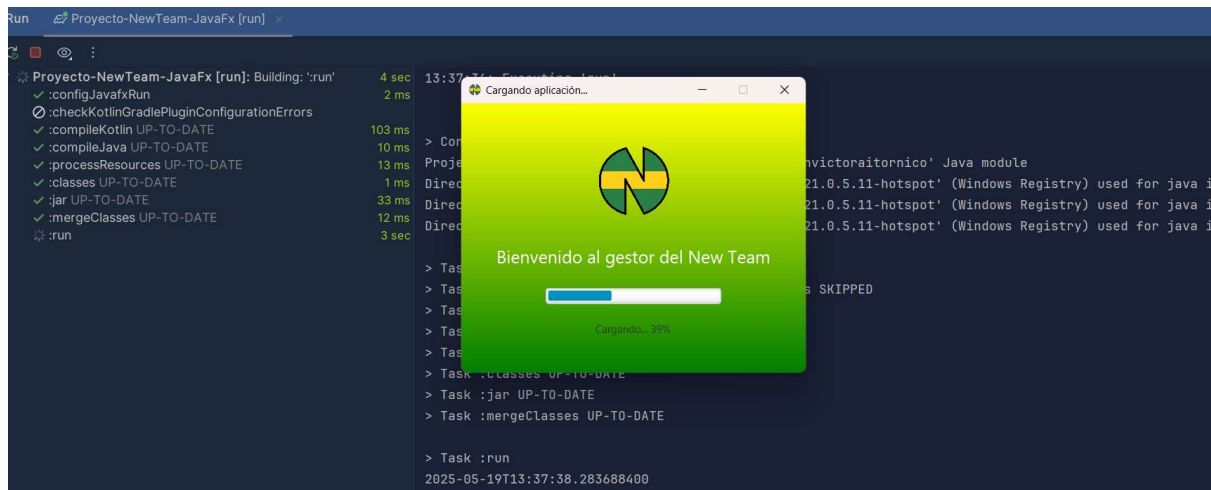 Run Proyecto-NewTeam-JavaFx [run] ×
Proyecto-NewTeam-JavaFx [run]: Building: ':run' 4 sec
:configJavafxRun 2 ms
:checkKotlinGradlePluginConfigurationErrors
:compileKotlin UP-TO-DATE 103 ms
:compileJava UP-TO-DATE 10 ms
:processResources UP-TO-DATE 13 ms
:classes UP-TO-DATE 1 ms
:jar UP-TO-DATE 33 ms
:mergeClasses UP-TO-DATE 12 ms
:run 3 sec
Cargando aplicación...
Bienvenido al gestor del New Team
Cargando... 39%
> Con
Proje nvictoraitornico' Java module
Direc 21.0.5.11-hotspot' (Windows Registry) used for java i
Direc 21.0.5.11-hotspot' (Windows Registry) used for java i
Direc 21.0.5.11-hotspot' (Windows Registry) used for java i
> Tas
> Tas s SKIPPED
> Tas
> Tas
> Tas
> Task :classes UP-TO-DATE
> Task :jar UP-TO-DATE
> Task :mergeClasses UP-TO-DATE
> Task :run
2025-05-19T13:37:38.283688400